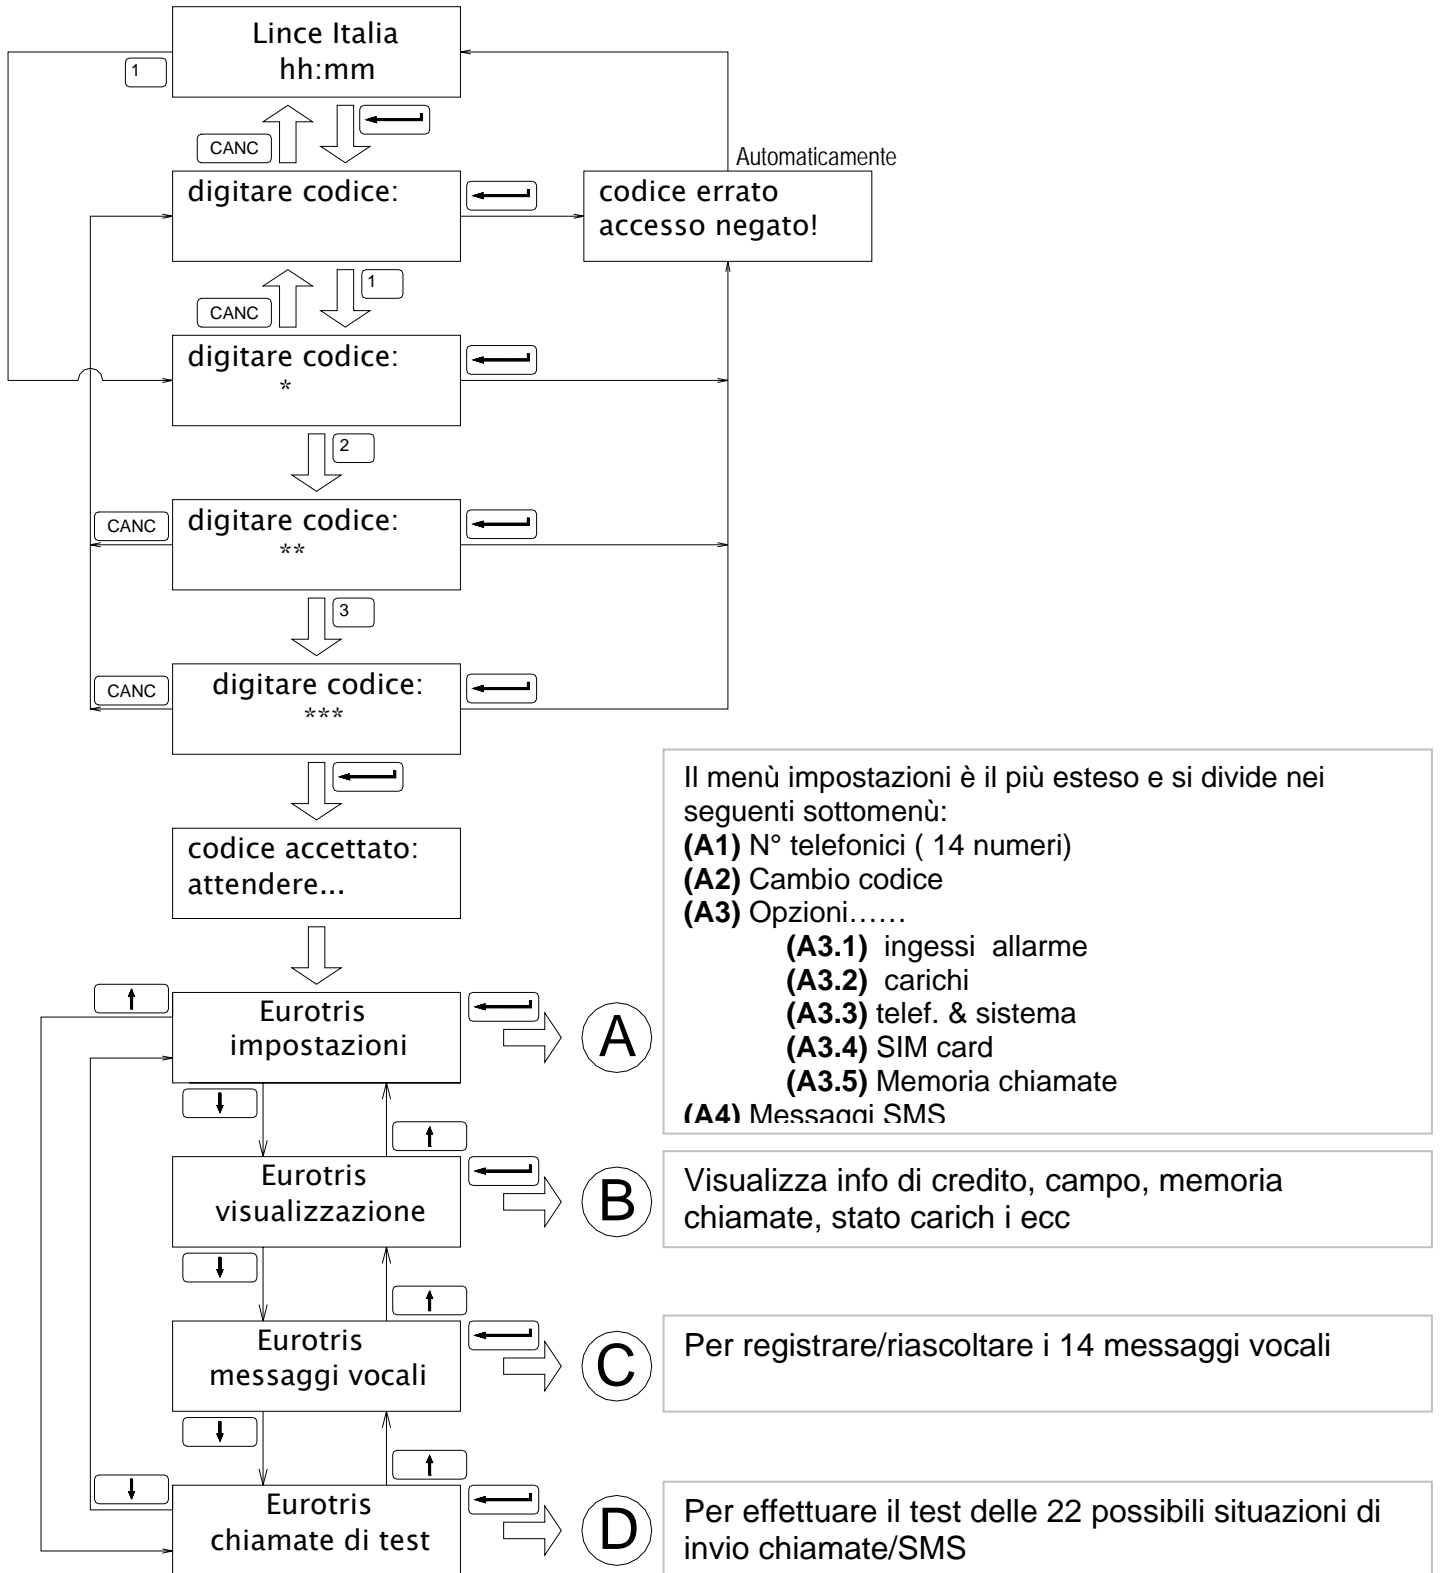 Lince Italia
hh:mm
1
CANC
Automaticamente
digitare codice:
codice errato
accesso negato!
1
CANC
digitare codice:
*
2
digitare codice:
**
CANC
3
digitare codice:
***
CANC
codice accettato:
attendere...
Il menù impostazioni è il più esteso e si divide nei
seguenti sottomenù:
(A1) N° telefonici ( 14 numeri)
(A2) Cambio codice
(A3) Opzioni……
(A3.1) ingessi allarme
(A3.2) carichi
(A3.3) telef. & sistema
(A3.4) SIM card
(A3.5) Memoria chiamate
(A4) Messaggi SMS
Eurotris
impostazioni
A
Eurotris
visualizzazione
B
Visualizza info di credito, campo, memoria
chiamate, stato carich i ecc
Eurotris
messaggi vocali
C
Per registrare/riascoltare i 14 messaggi vocali
Eurotris
chiamate di test
D
Per effettuare il test delle 22 possibili situazioni di
invio chiamate/SMS